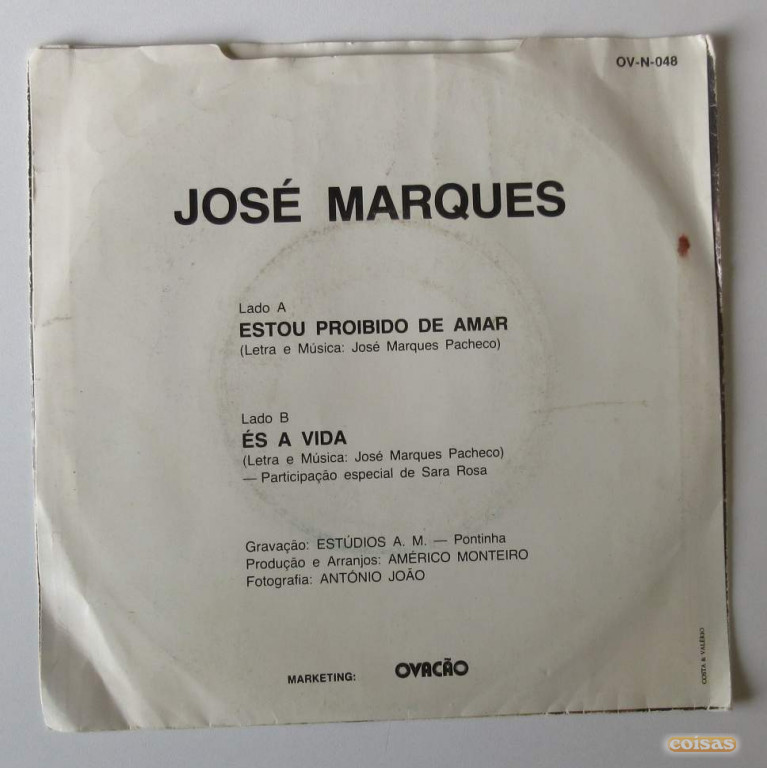 OV-N-048
JOSÉ MARQUES
Lado A
ESTOU PROIBIDO DE AMAR
(Letra e Música: José Marques Pacheco)
Lado B
ÉS A VIDA
(Letra e Música: José Marques Pacheco)
— Participação especial de Sara Rosa
Gravação: ESTÚDIOS A. M. — Pontinha
Produção e Arranjos: AMÉRICO MONTEIRO
Fotografia: ANTÓNIO JOÃO
MARKETING: OVAÇÃO
COSTA & VALÉRIO
coisas